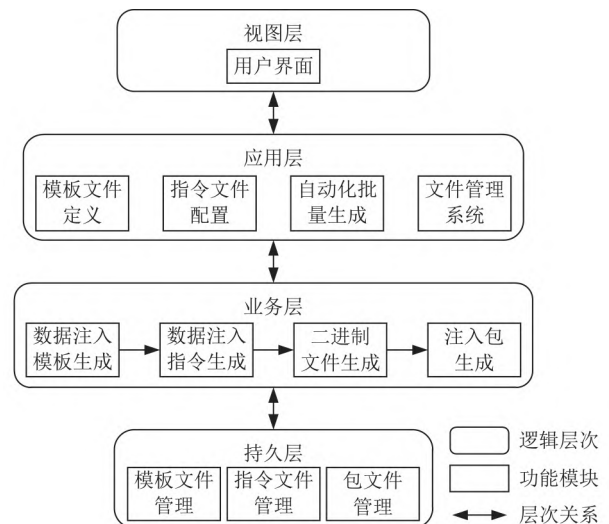 视图层
用户界面
应用层
模板文件
定义
指令文件
配置
自动化批
量生成
文件管理
系统
业务层
数据注入
模板生成
数据注入
指令生成
二进制
文件生成
注入包
生成
持久层
模板文件
管理
指令文件
管理
包文件
管理
逻辑层次
功能模块
层次关系